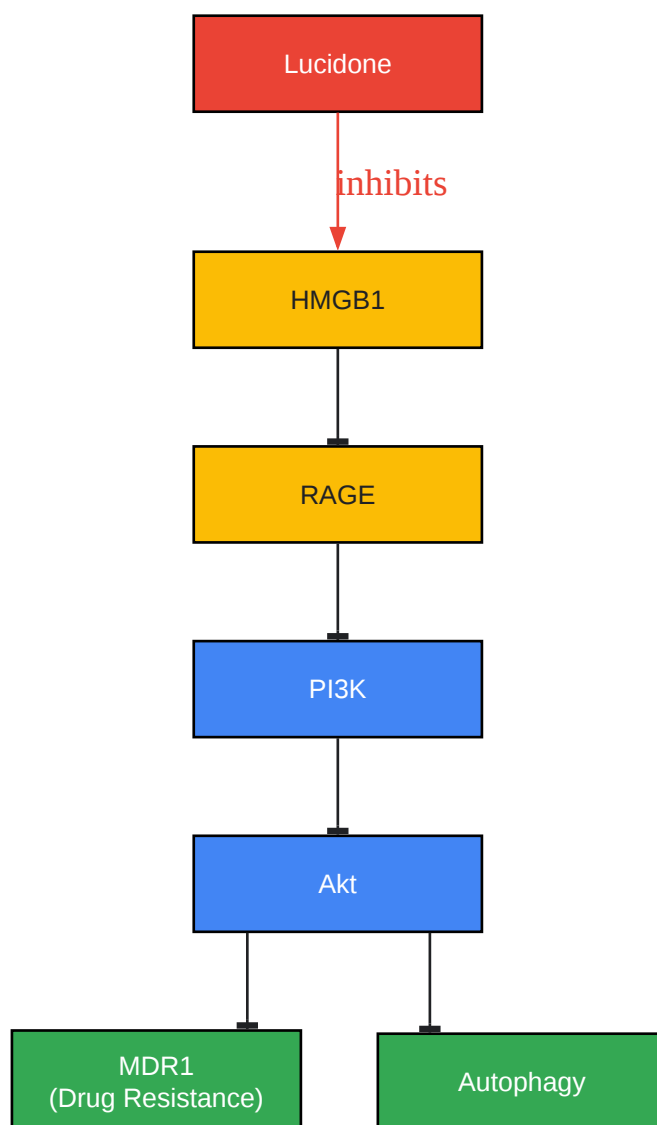 Lucidone
inhibits
HMGB1
RAGE
PI3K
Akt
MDR1
(Drug Resistance)
Autophagy